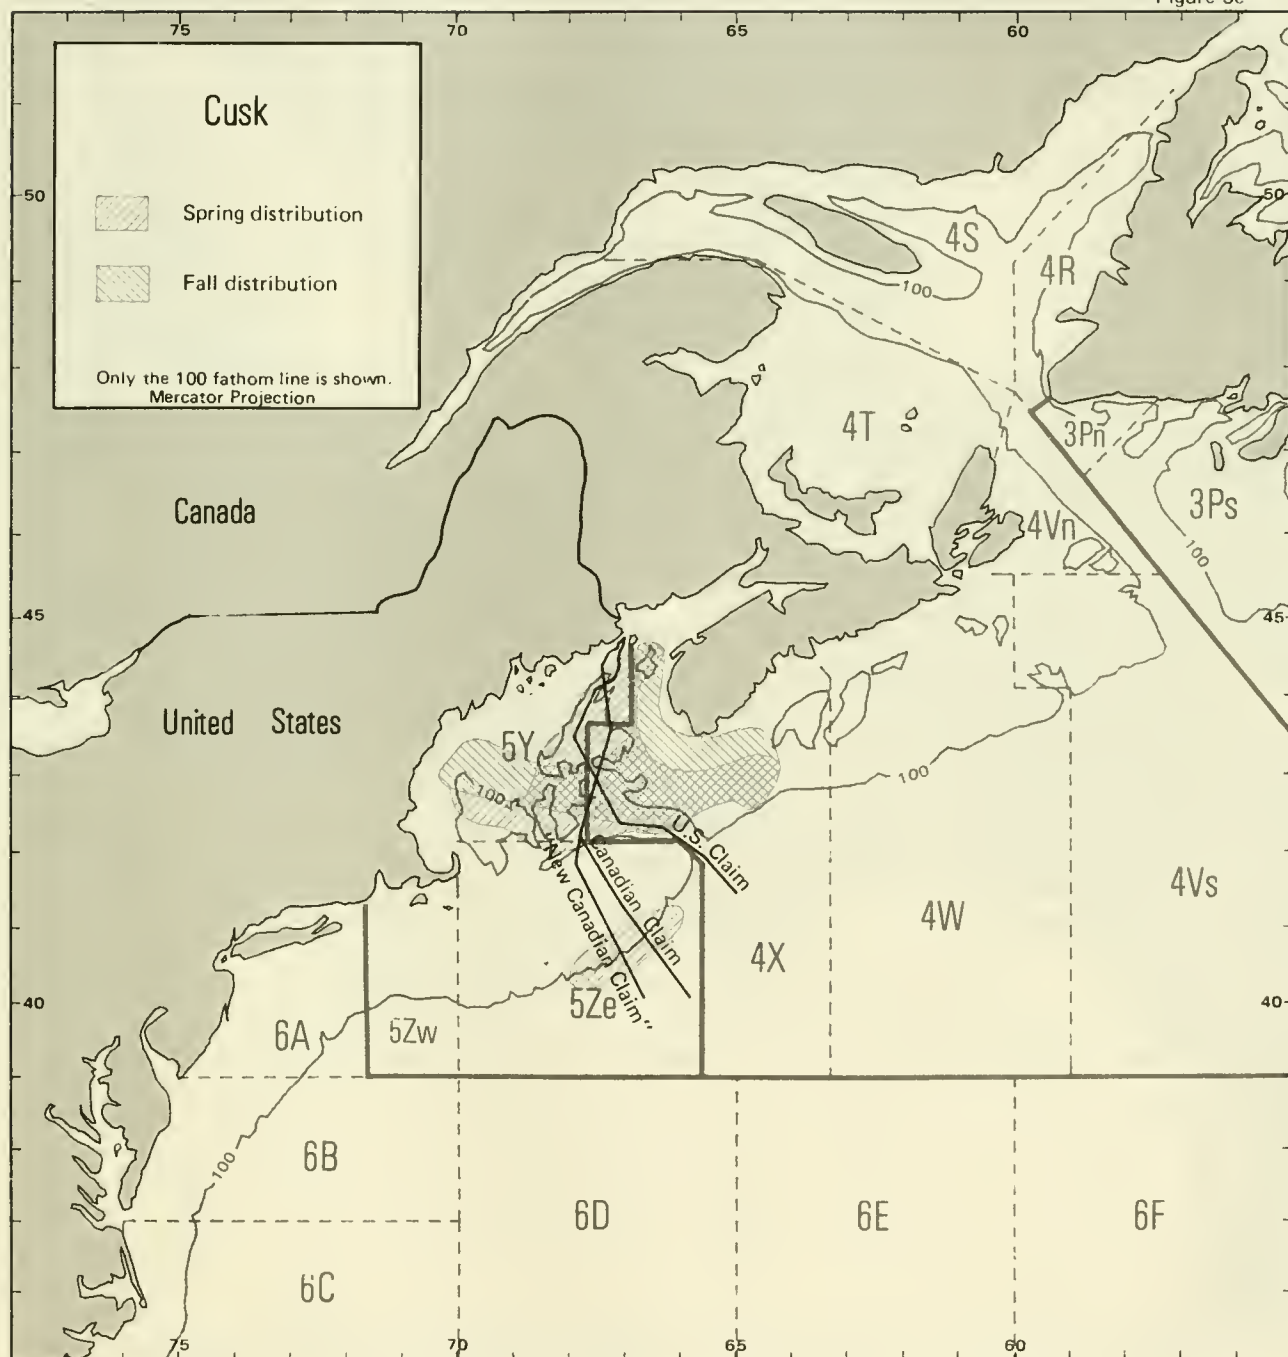 75
70
65
60
Cusk
Spring distribution
Fall distribution
Only the 100 fathom line is shown.
Mercator Projection
50
50
4S
4R
100
4T
3Pn
3Ps
Canada
4Vn
100
45
45
United States
5Y
100
100
U.S. Claim
Canadian Claim
"New Canadian Claim"
4Vs
4W
4X
40
40
5Ze
6A
5Zw
6B
100
6D
6E
6F
6C
75
70
65
60